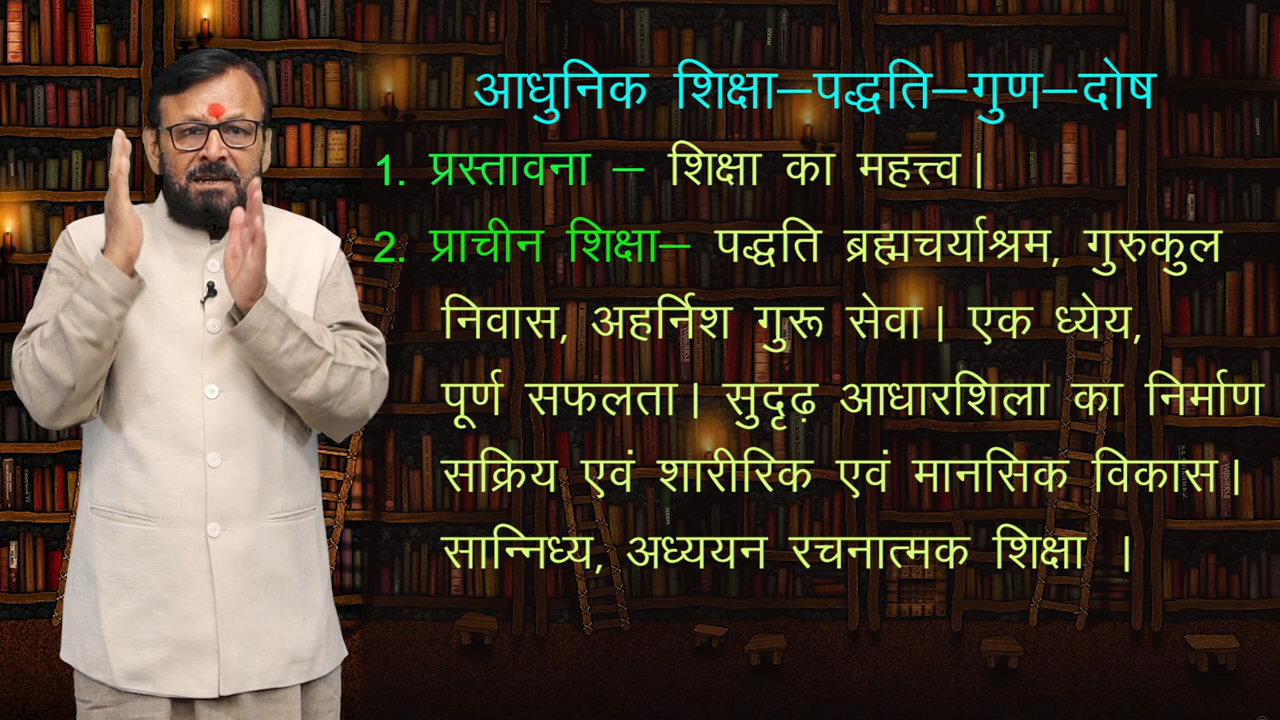 आधुनिक शिक्षा–पद्धति–गुण–दोष
1. प्रस्तावना – शिक्षा का महत्त्व।
2. प्राचीन शिक्षा– पद्धति ब्रह्मचर्याश्रम, गुरुकुल
निवास, अहर्निश गुरू सेवा। एक ध्येय,
पूर्ण सफलता। सुदृढ़ आधारशिला का निर्माण
सक्रिय एवं शारीरिक एवं मानसिक विकास।
सान्निध्य, अध्ययन रचनात्मक शिक्षा ।